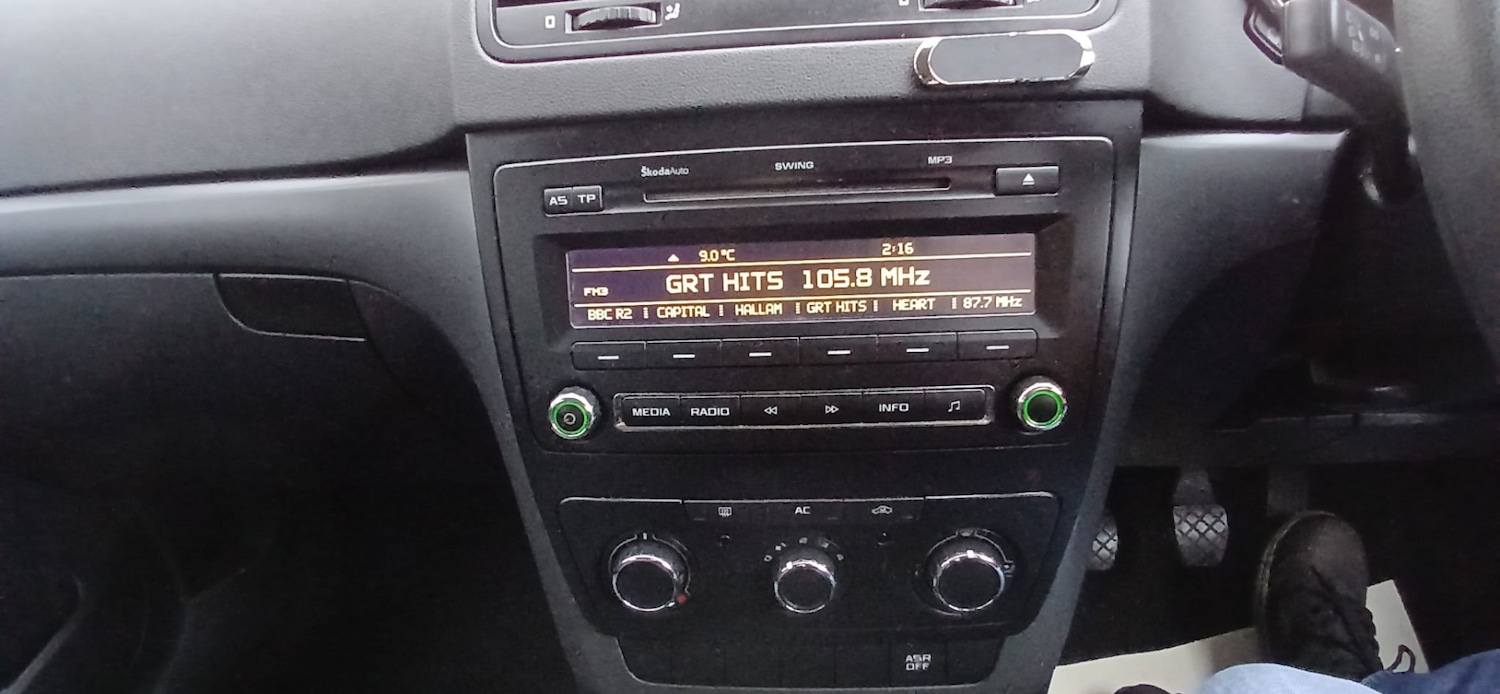 ŠkodaAuto SWING MP3
AS TP
9.0°C 2:16
FM3 GRT HITS 105.8 MHz
BBC R2 CAPITAL HALLAM GRT HITS HEART 87.7 MHz
MEDIA RADIO INFO
AC
ASR
OFF